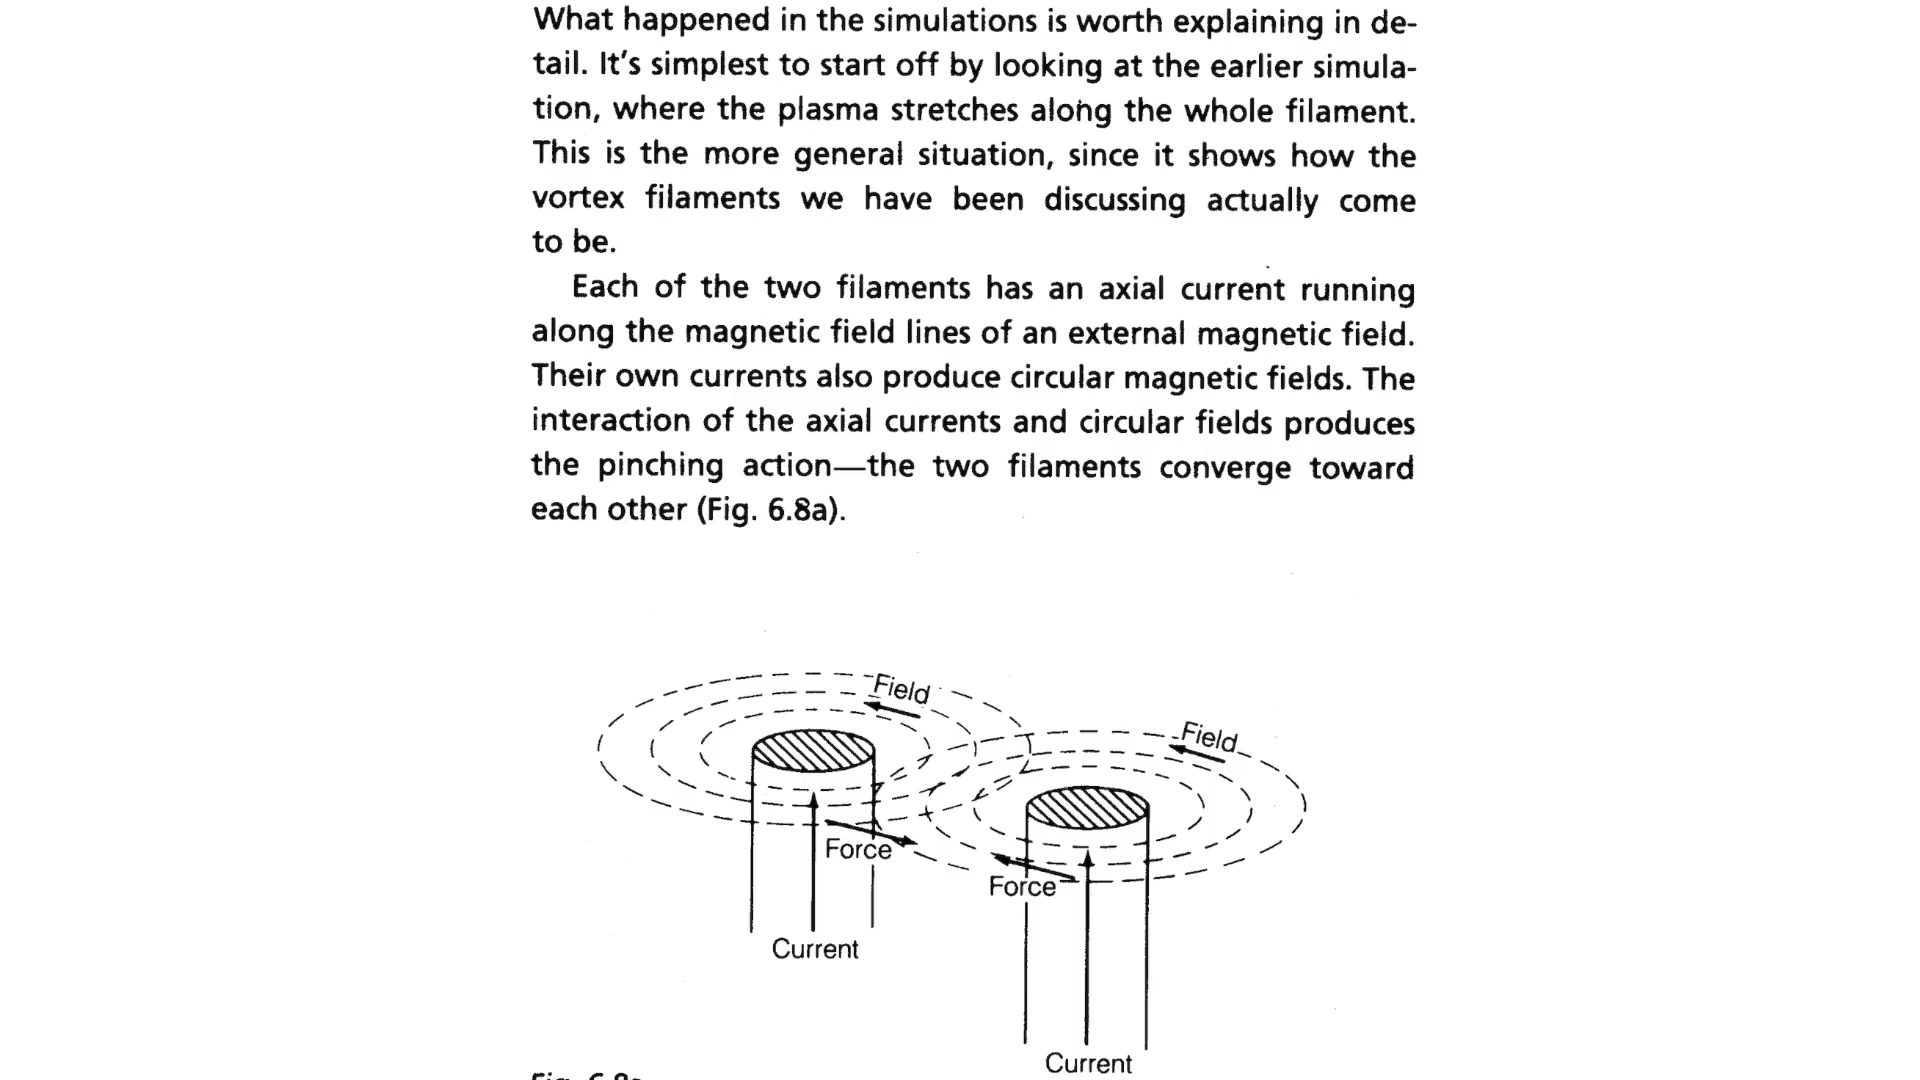 What happened in the simulations is worth explaining in de-
tail. It's simplest to start off by looking at the earlier simula-
tion, where the plasma stretches along the whole filament.
This is the more general situation, since it shows how the
vortex filaments we have been discussing actually come
to be.
Each of the two filaments has an axial current running
along the magnetic field lines of an external magnetic field.
Their own currents also produce circular magnetic fields. The
interaction of the axial currents and circular fields produces
the pinching action—the two filaments converge toward
each other (Fig. 6.8a).
Field
Field
Force
Force
Current
Current